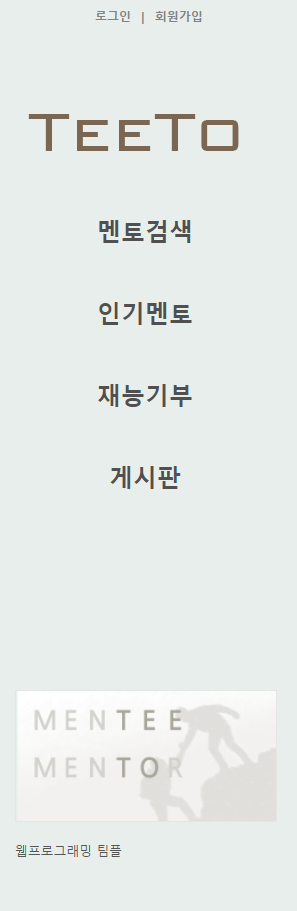 로그인 | 회원가입
TEETO
멘토검색
인기멘토
재능기부
게시판
MENTEE
MENTOR
웹프로그래밍 팀플